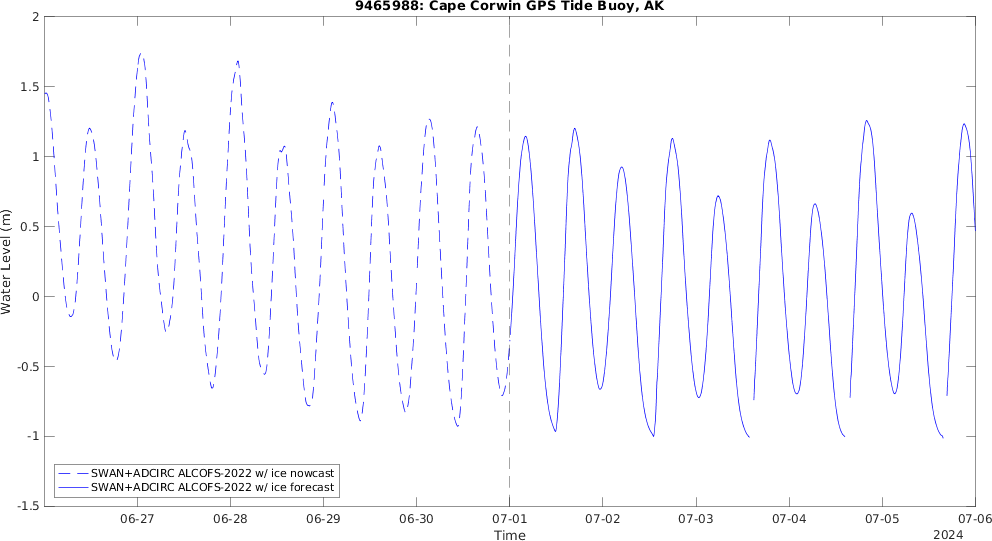 9465988: Cape Corwin GPS Tide Buoy, AK
2
1.5
1
0.5
0
-0.5
-1
-1.5
Water Level (m)
SWAN+ADCIRC ALCOFS-2022 w/ ice nowcast
SWAN+ADCIRC ALCOFS-2022 w/ ice forecast
06-27 06-28 06-29 06-30 07-01 07-02 07-03 07-04 07-05 07-06
Time
2024